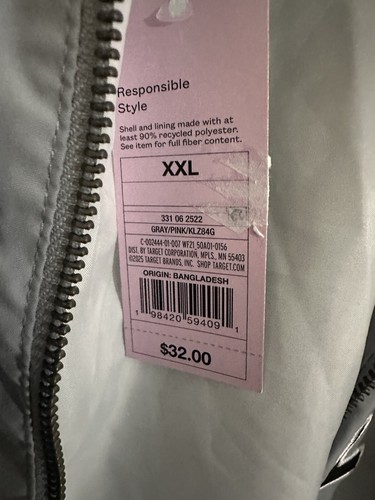 Responsible
Style
Shell and lining made with at
least 90% recycled polyester.
See item for full fiber content.
XXL
331 06 2522
GRAY/PINK/KLZ84G
C-002444-01-007 WF21_50A01-0156
DIST. BY TARGET CORPORATION, MPLS., MN 55403
©2025 TARGET BRANDS, INC. SHOP TARGET.COM
ORIGIN: BANGLADESH
1 98420 59409 1
$32.00